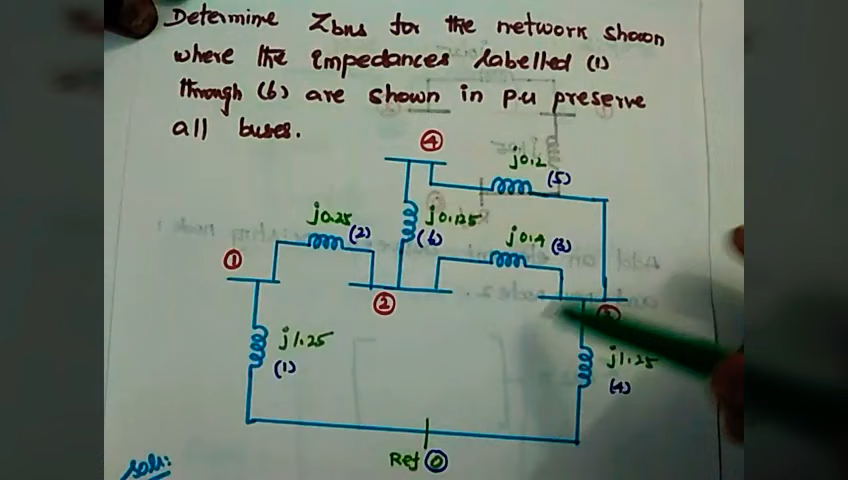 Determine Zbus for the network shown
where the impedances labelled (1)
through (6) are shown in p.u preserve
all buses.
④
j0.2
(5)
j0.25
(2)
j0.125
(6)
j0.4
(3)
①
②
③
j1.25
(1)
j1.25
(4)
Ref ⓪
Soln: